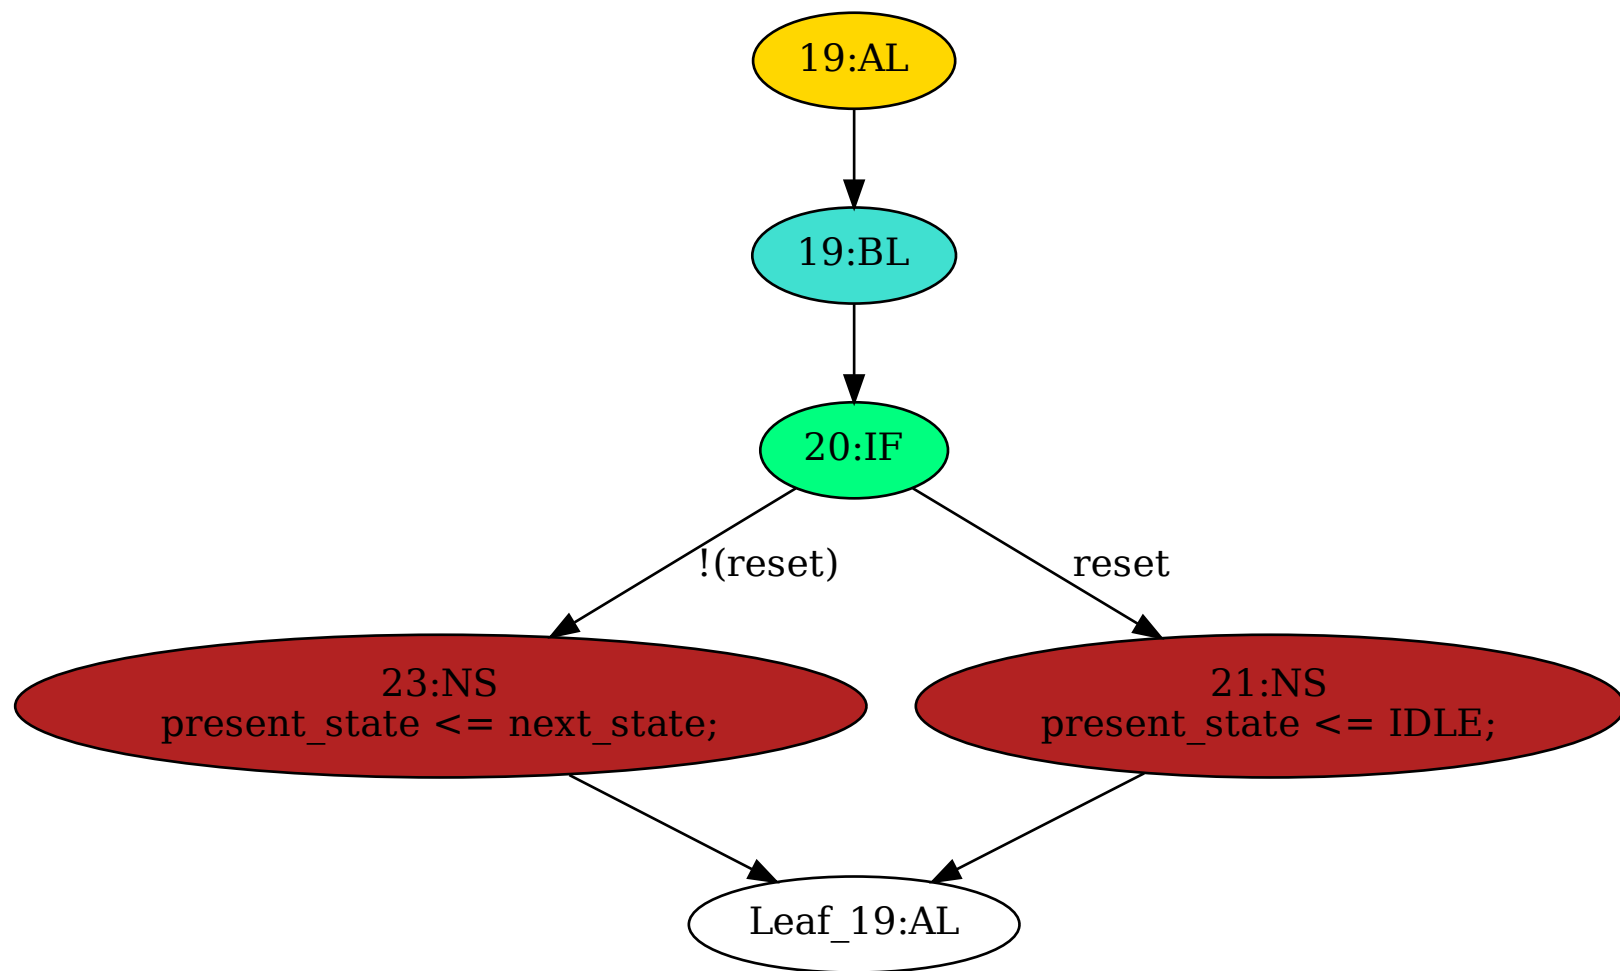 19:AL
19:BL
20:IF
!(reset)
reset
23:NS
present_state <= next_state;
21:NS
present_state <= IDLE;
Leaf_19:AL